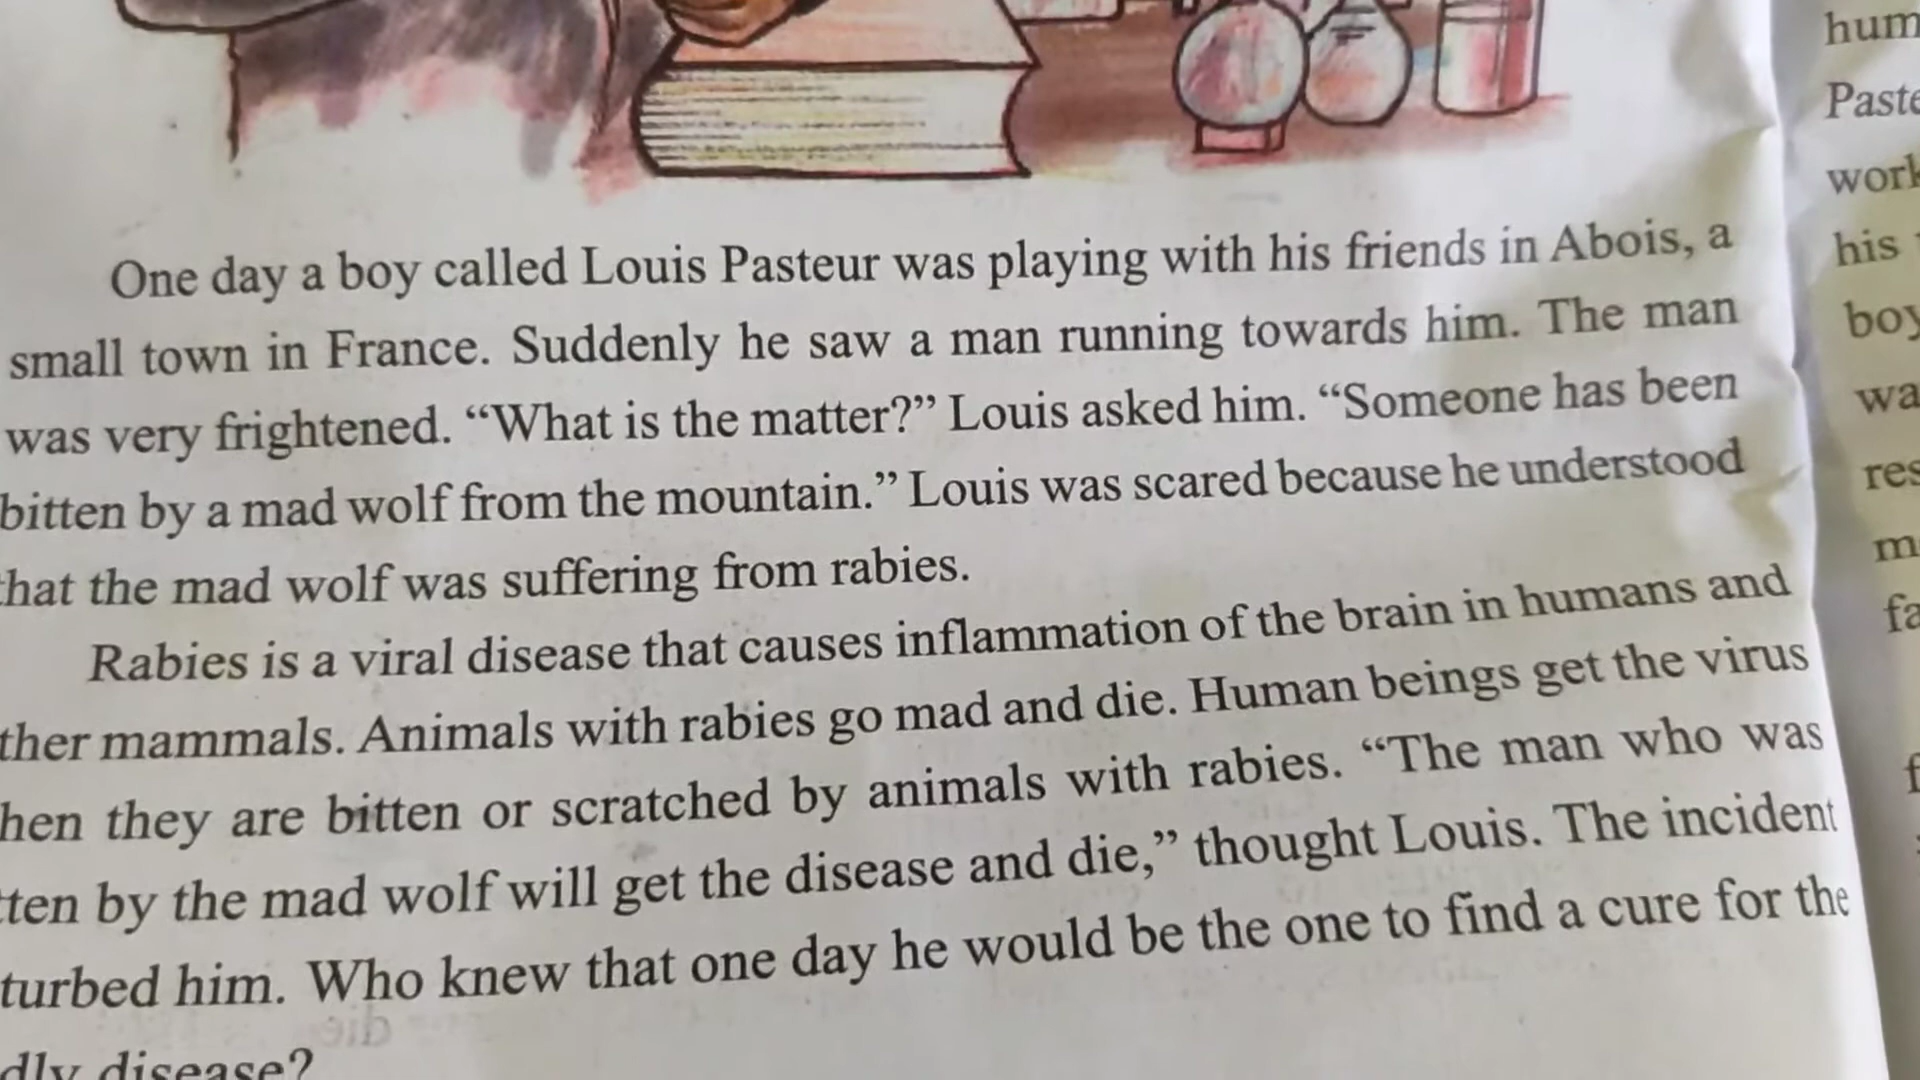 One day a boy called Louis Pasteur was playing with his friends in Abois, a
small town in France. Suddenly he saw a man running towards him. The man
was very frightened. “What is the matter?” Louis asked him. “Someone has been
bitten by a mad wolf from the mountain.” Louis was scared because he understood
that the mad wolf was suffering from rabies.
Rabies is a viral disease that causes inflammation of the brain in humans and
ther mammals. Animals with rabies go mad and die. Human beings get the virus
hen they are bitten or scratched by animals with rabies. “The man who was
tten by the mad wolf will get the disease and die,” thought Louis. The incident
turbed him. Who knew that one day he would be the one to find a cure for the
dly disease?
hum
Paste
work
his
boy
wa
res
m
fa
f